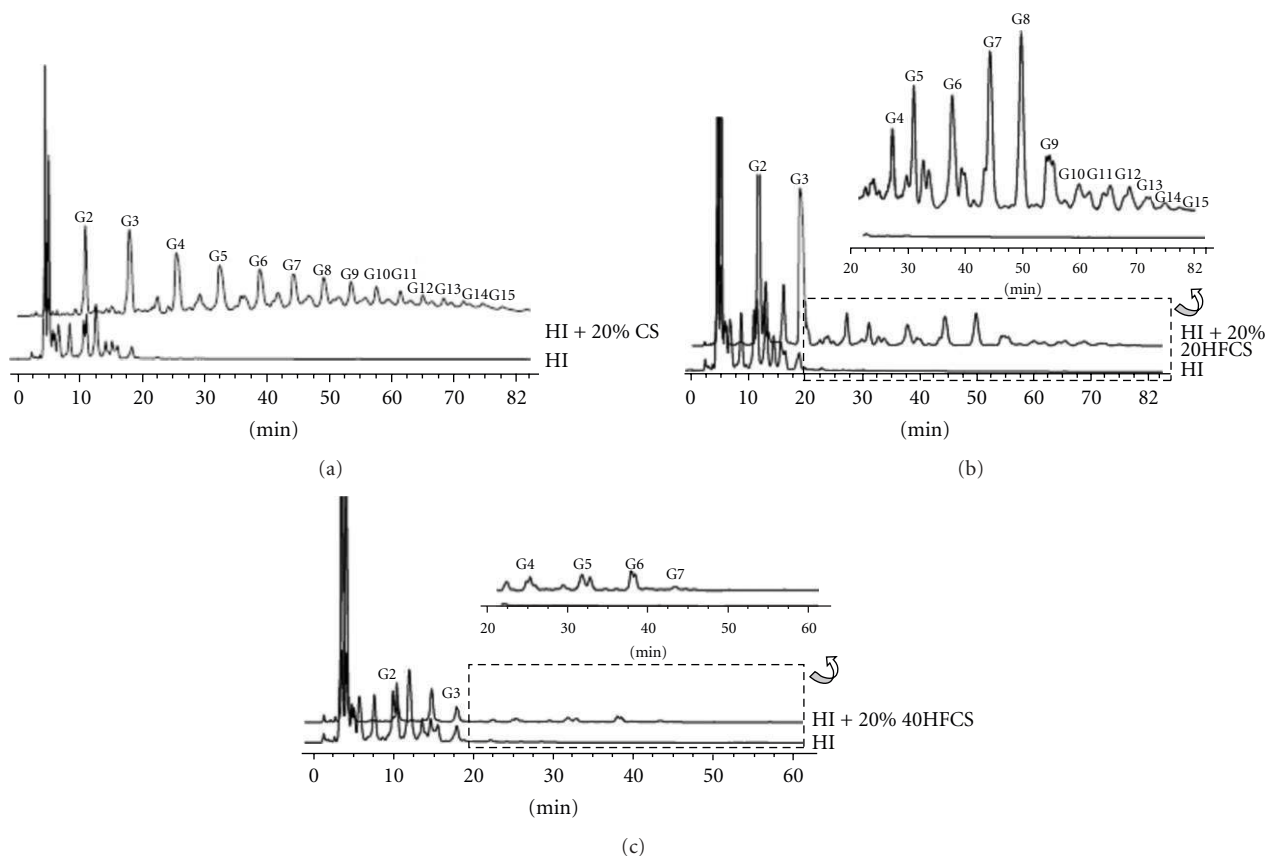 G2
G3
G4
G5
G6
G7
G8
G9
G10
G11
G12
G13
G14
G15
HI + 20% CS
HI
0 10 20 30 40 50 60 70 82
(min)
(a)
G8
G7
G5
G6
G4
G9
G10
G11
G12
G13
G14
G15
20 30 40 50 60 70 82
(min)
G2
G3
HI + 20%
20HFCS
HI
0 10 20 30 40 50 60 70 82
(min)
(b)
G4 G5 G6 G7
20 30 40 50 60
(min)
G2
G3
HI + 20% 40HFCS
HI
0 10 20 30 40 50 60
(min)
(c)